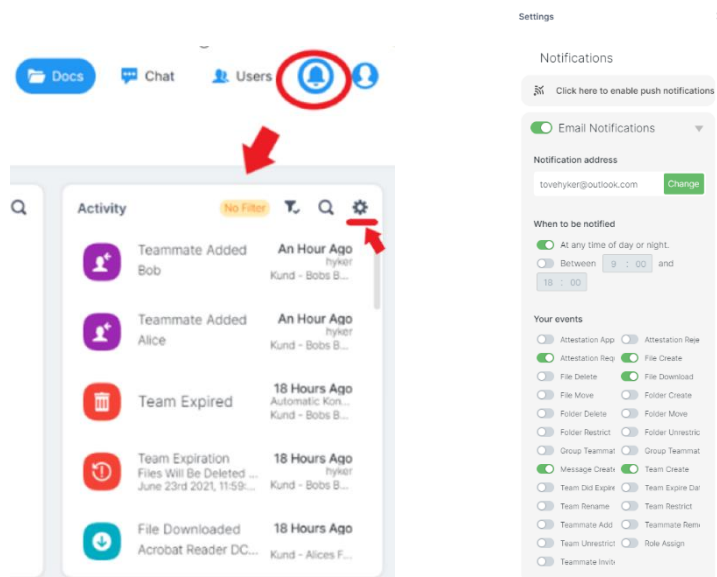 Docs
Chat
Users
Activity
No Filter
Teammate Added
An Hour Ago
Bob
hyker
Kund - Bobs B...
Teammate Added
An Hour Ago
Alice
hyker
Kund - Bobs B...
Team Expired
18 Hours Ago
Automatic Kon...
Kund - Bobs B...
Team Expiration
18 Hours Ago
Files Will Be Deleted ...
hyker
June 23rd 2021, 11:59:...
Kund - Bobs B...
File Downloaded
18 Hours Ago
Acrobat Reader DC...
Kund - Alices F...
Settings
Notifications
Click here to enable push notifications
Email Notifications
Notification address
tovehyker@outlook.com
Change
When to be notified
At any time of day or night.
Between 9 : 00 and
18 : 00
Your events
Attestation App Attestation Reje
Attestation Requ File Create
File Delete File Download
File Move Folder Create
Folder Delete Folder Move
Folder Restrict Folder Unrestric
Group Teammat Group Teammat
Message Create Team Create
Team Did Expire Team Expire Dat
Team Rename Team Restrict
Teammate Add Teammate Rem
Team Unrestrict Role Assign
Teammate Invit